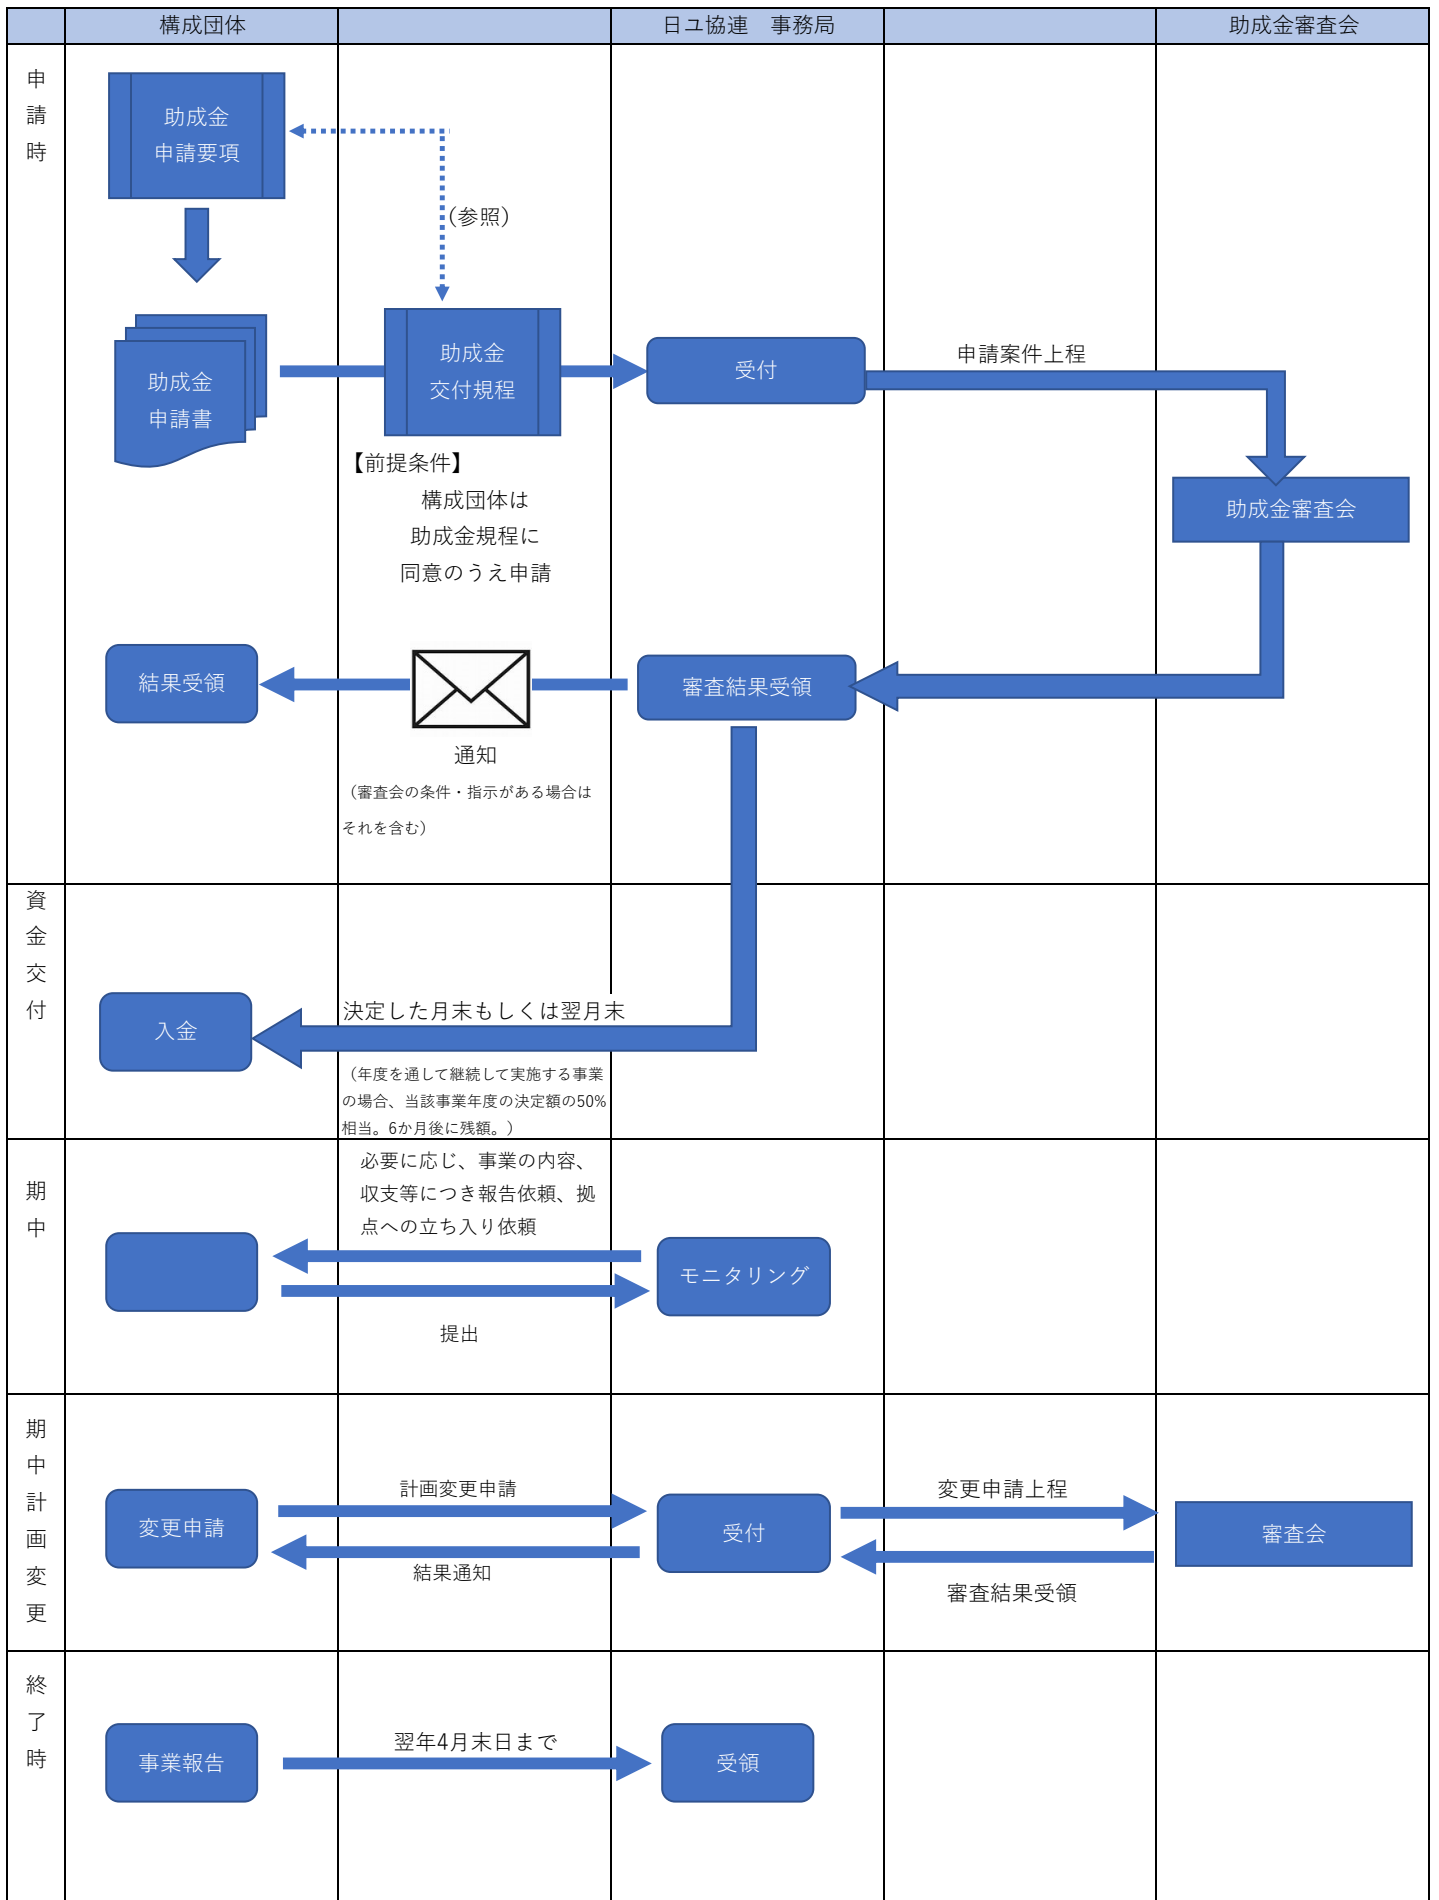 構成団体
日ユ協連　事務局
助成金審査会
申
請
時
助成金
申請要項
（参照）
助成金
申請書
助成金
交付規程
受付
申請案件上程
助成金審査会
【前提条件】
構成団体は
助成金規程に
同意のうえ申請
結果受領
審査結果受領
通知
（審査会の条件・指示がある場合は
それを含む）
資
金
交
付
入金
決定した月末もしくは翌月末
（年度を通して継続して実施する事業
の場合、当該事業年度の決定額の50%
相当。6か月後に残額。）
期
中
必要に応じ、事業の内容、
収支等につき報告依頼、拠
点への立ち入り依頼
モニタリング
提出
期
中
計
画
変
更
変更申請
計画変更申請
結果通知
受付
変更申請上程
審査結果受領
審査会
終
了
時
事業報告
翌年4月末日まで
受領